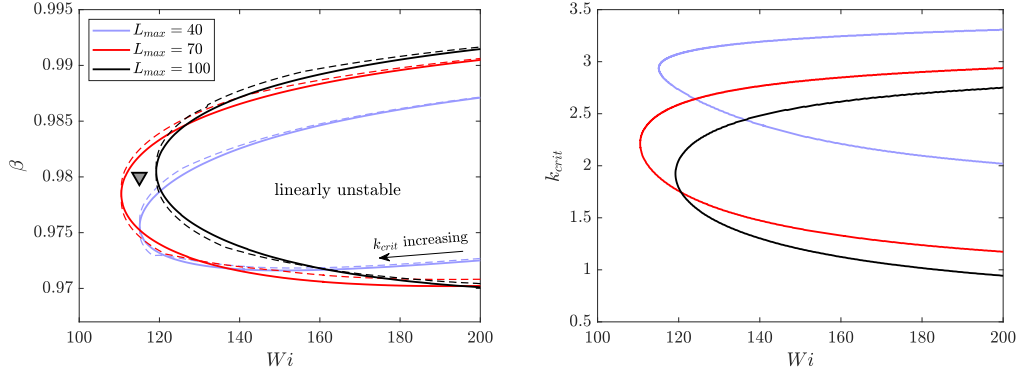 0.995
0.99
0.985
0.98
0.975
0.97
β
100
120
140
160
180
200
Wi
L_max = 40
L_max = 70
L_max = 100
linearly unstable
k_crit increasing
3.5
3
2.5
2
1.5
1
0.5
k_crit
100
120
140
160
180
200
Wi